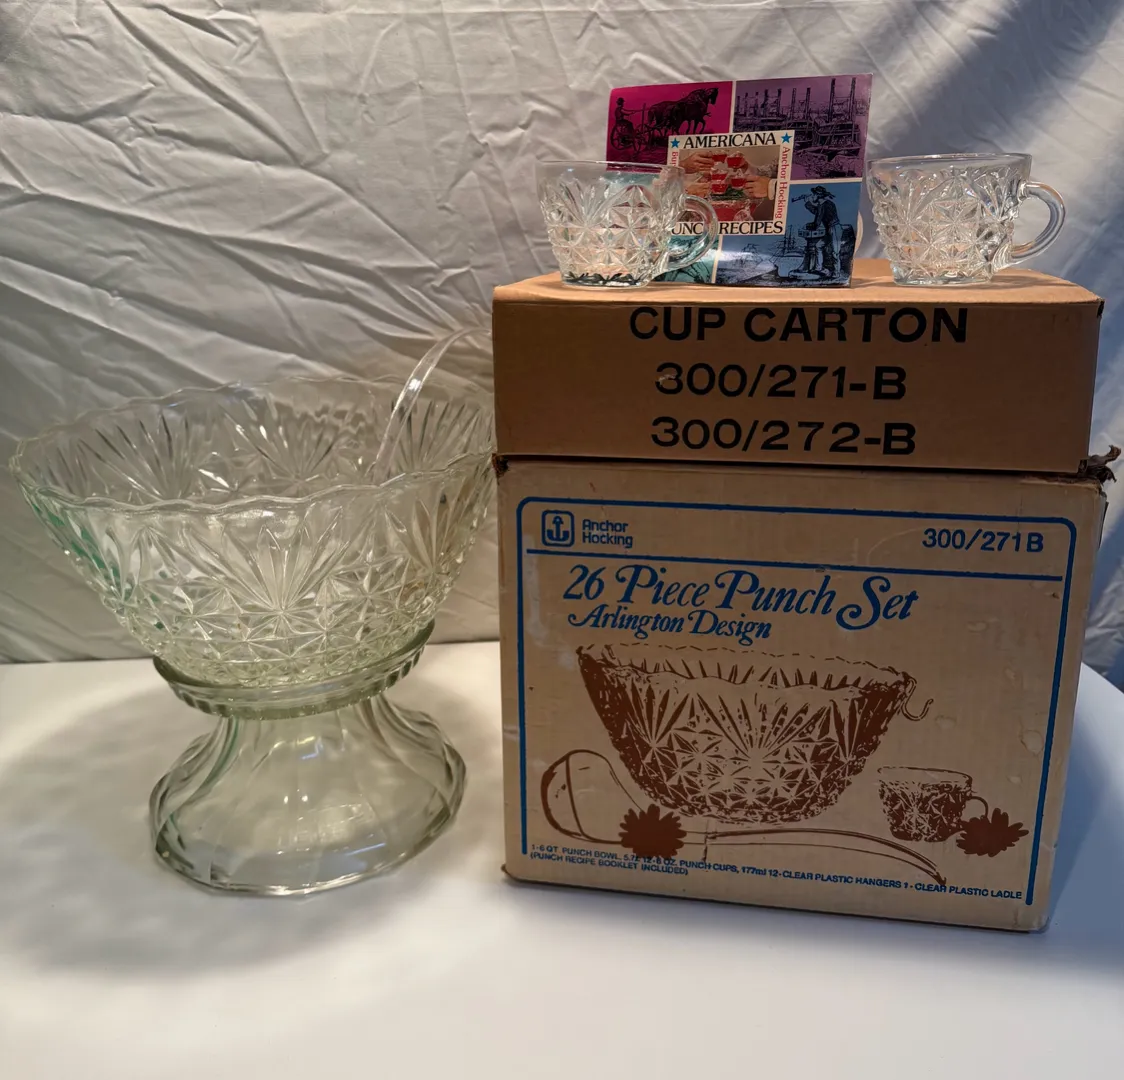 AMERICANA
Anchor Hocking
RECIPES
CUP CARTON
300/271-B
300/272-B
Anchor
Hocking
300/271B
26 Piece Punch Set
Arlington Design
1-6 QT PUNCH BOWL, 5.7ℓ 12-6 OZ. PUNCH CUPS, 177ml 12-CLEAR PLASTIC HANGERS 1-CLEAR PLASTIC LADLE
(PUNCH RECIPE BOOKLET INCLUDED)